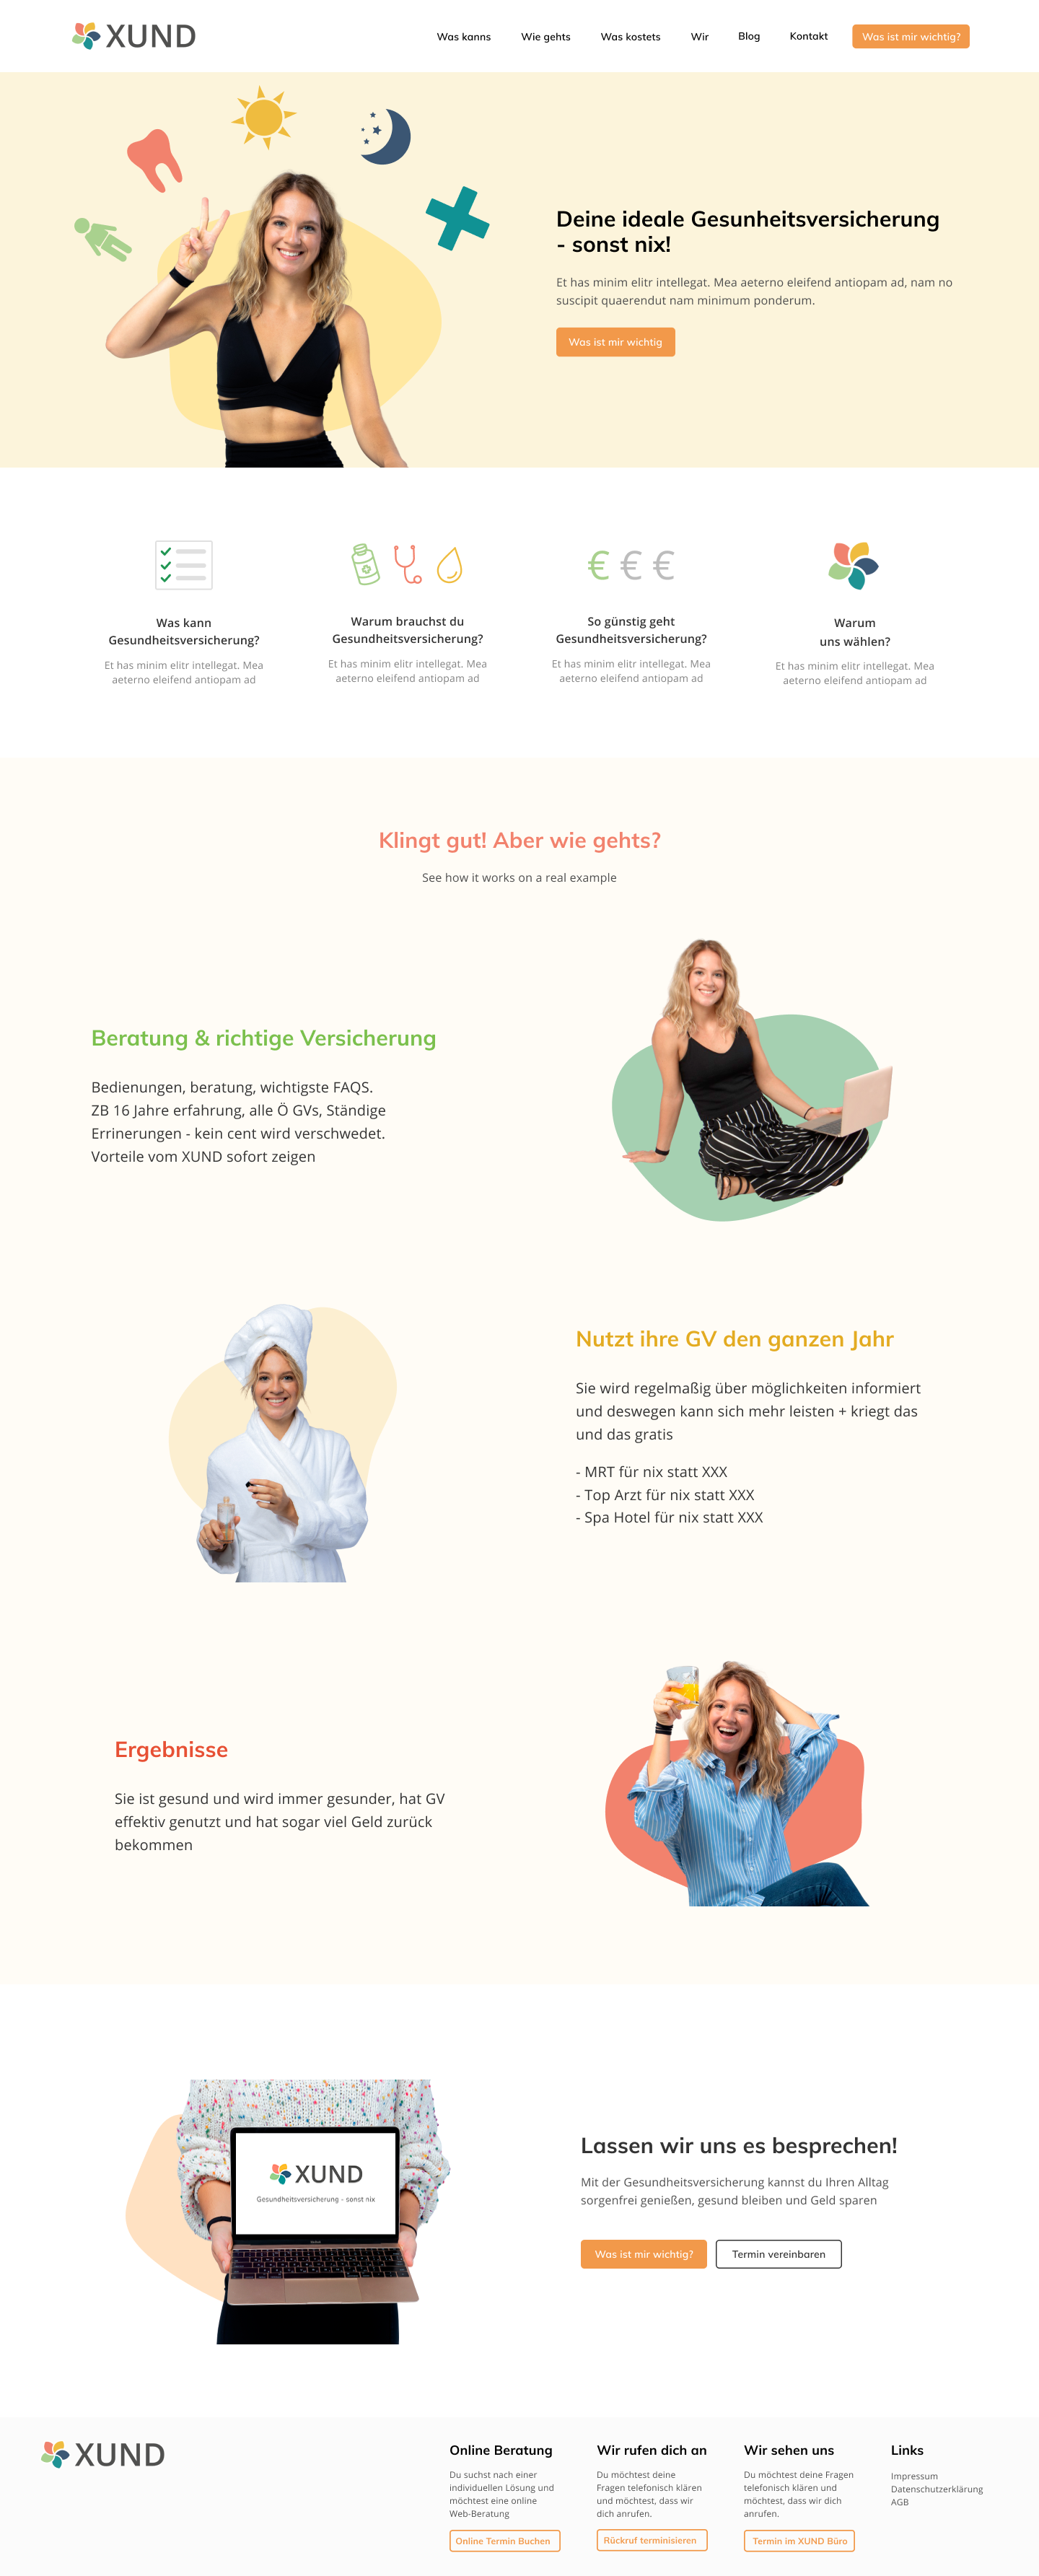 XUND
Was kanns
Wie gehts
Was kostets
Wir
Blog
Kontakt
Was ist mir wichtig?
Deine ideale Gesunheitsversicherung
- sonst nix!
Et has minim elitr intellegat. Mea aeterno eleifend antiopam ad, nam no
suscipit quaerendut nam minimum ponderum.
Was ist mir wichtig
€ € €
Was kann
Gesundheitsversicherung?
Et has minim elitr intellegat. Mea
aeterno eleifend antiopam ad
Warum brauchst du
Gesundheitsversicherung?
Et has minim elitr intellegat. Mea
aeterno eleifend antiopam ad
So günstig geht
Gesundheitsversicherung?
Et has minim elitr intellegat. Mea
aeterno eleifend antiopam ad
Warum
uns wählen?
Et has minim elitr intellegat. Mea
aeterno eleifend antiopam ad
Klingt gut! Aber wie gehts?
See how it works on a real example
Beratung & richtige Versicherung
Bedienungen, beratung, wichtigste FAQS.
ZB 16 Jahre erfahrung, alle Ö GVs, Ständige
Errinerungen - kein cent wird verschwedet.
Vorteile vom XUND sofort zeigen
Nutzt ihre GV den ganzen Jahr
Sie wird regelmaßig über möglichkeiten informiert
und deswegen kann sich mehr leisten + kriegt das
und das gratis
- MRT für nix statt XXX
- Top Arzt für nix statt XXX
- Spa Hotel für nix statt XXX
Ergebnisse
Sie ist gesund und wird immer gesunder, hat GV
effektiv genutzt und hat sogar viel Geld zurück
bekommen
XUND
Gesundheitsversicherung - sonst nix
Lassen wir uns es besprechen!
Mit der Gesundheitsversicherung kannst du Ihren Alltag
sorgenfrei genießen, gesund bleiben und Geld sparen
Was ist mir wichtig?
Termin vereinbaren
XUND
Online Beratung
Du suchst nach einer
individuellen Lösung und
möchtest eine online
Web-Beratung
Online Termin Buchen
Wir rufen dich an
Du möchtest deine
Fragen telefonisch klären
und möchtest, dass wir
dich anrufen.
Rückruf terminisieren
Wir sehen uns
Du möchtest deine Fragen
telefonisch klären und
möchtest, dass wir dich
anrufen.
Termin im XUND Büro
Links
Impressum
Datenschutzerklärung
AGB